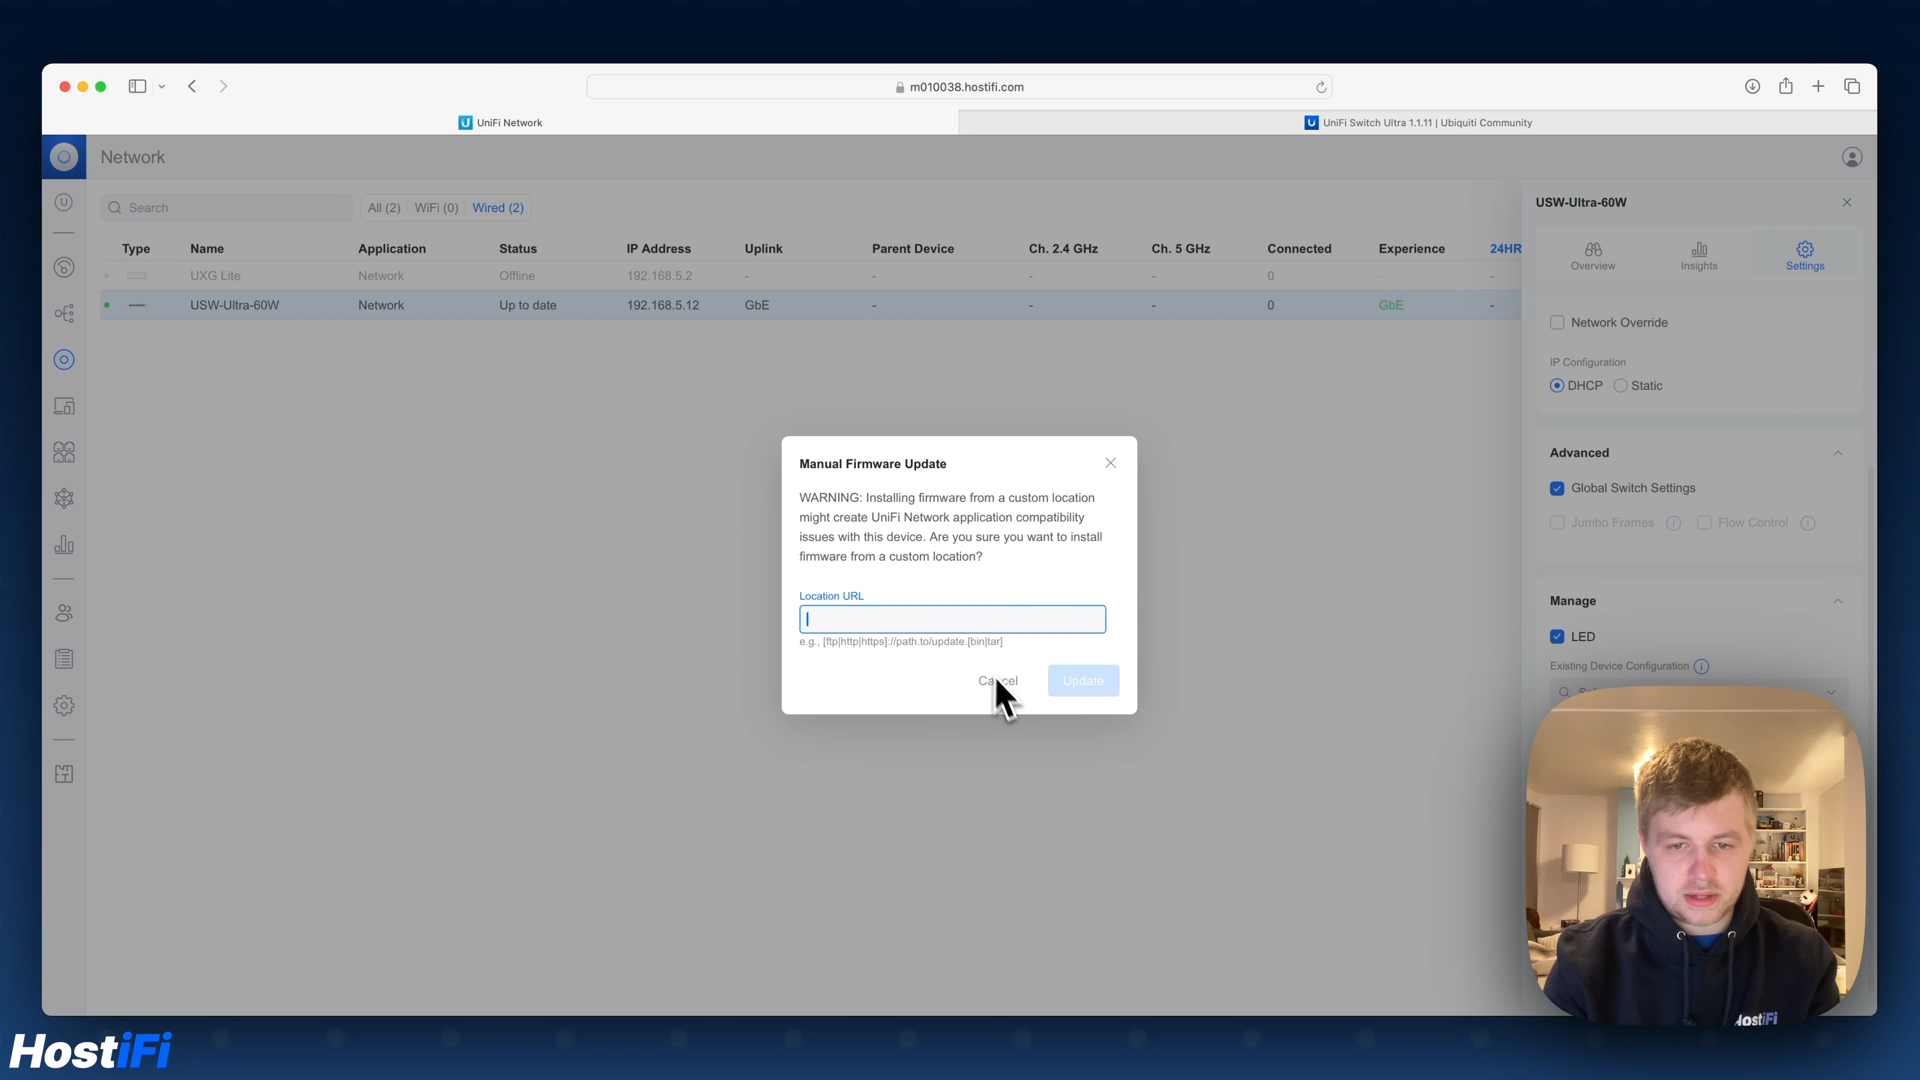 m010038.hostifi.com
UniFi Network
UniFi Switch Ultra 1.1.11 | Ubiquiti Community
Network
Search
All (2) WiFi (0) Wired (2)
Type Name Application Status IP Address Uplink Parent Device Ch. 2.4 GHz Ch. 5 GHz Connected Experience 24HR
UXG Lite Network Offline 192.168.5.2 - - - - 0 - -
USW-Ultra-60W Network Up to date 192.168.5.12 GbE - - - 0 GbE -
USW-Ultra-60W
Overview Insights Settings
Network Override
IP Configuration
DHCP Static
Advanced
Global Switch Settings
Jumbo Frames Flow Control
Manage
LED
Existing Device Configuration
Manual Firmware Update
WARNING: Installing firmware from a custom location
might create UniFi Network application compatibility
issues with this device. Are you sure you want to install
firmware from a custom location?
Location URL
e.g., [ftp|http|https]://path.to/update.[bin|tar]
Cancel Update
HostiFi
HostiFi